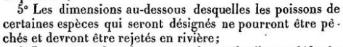 5° Les dimensions au-dessous desquelles les poissons de
certaines espèces qui seront désignés ne pourront être pê-
chés et devront être rejetés en rivière;